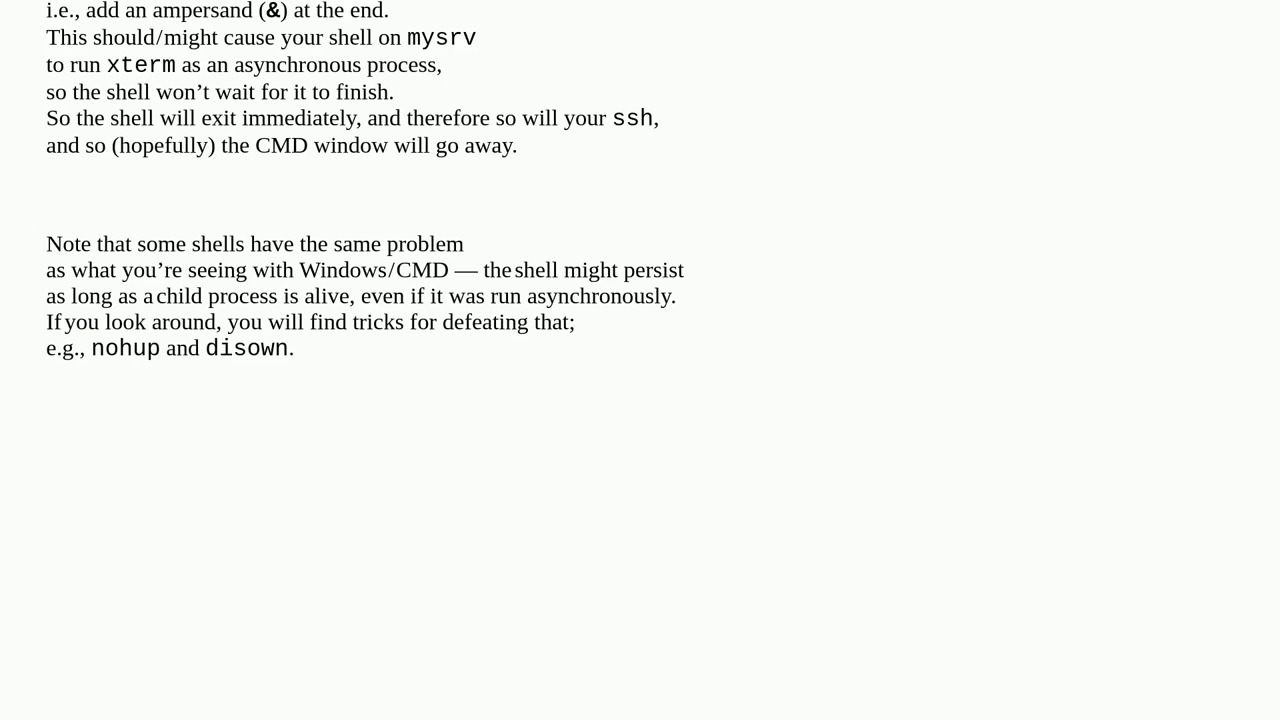 i.e., add an ampersand (&) at the end.
This should/might cause your shell on mysrv
to run xterm as an asynchronous process,
so the shell won’t wait for it to finish.
So the shell will exit immediately, and therefore so will your ssh,
and so (hopefully) the CMD window will go away.
Note that some shells have the same problem
as what you’re seeing with Windows/CMD — the shell might persist
as long as a child process is alive, even if it was run asynchronously.
If you look around, you will find tricks for defeating that;
e.g., nohup and disown.